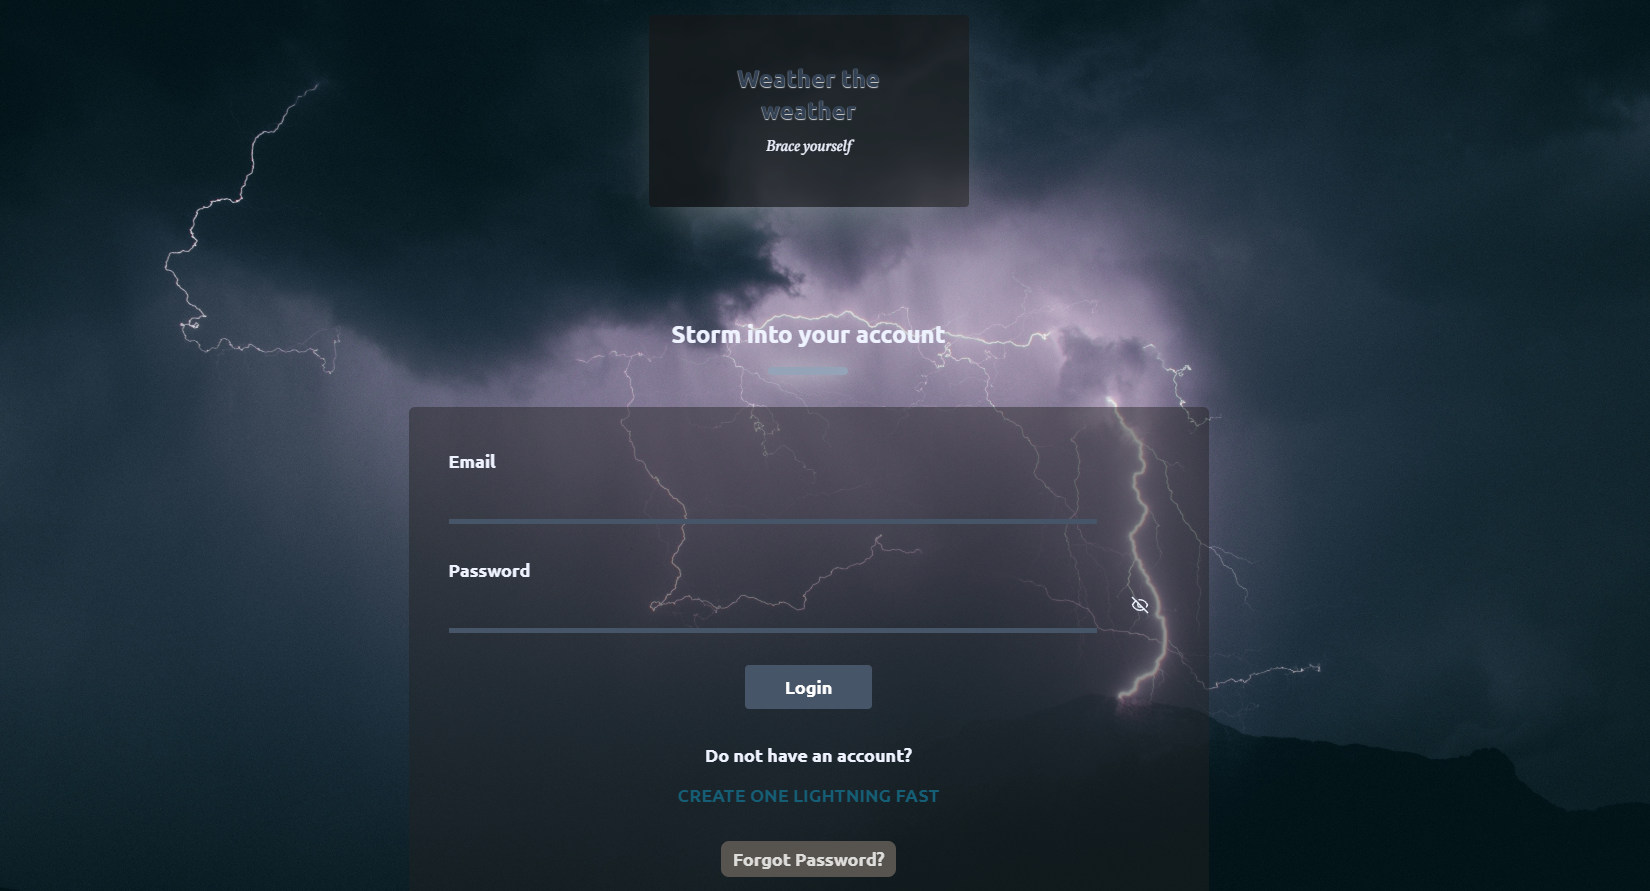 Weather the
weather
Brace yourself
Storm into your account
Email
Password
Login
Do not have an account?
CREATE ONE LIGHTNING FAST
Forgot Password?